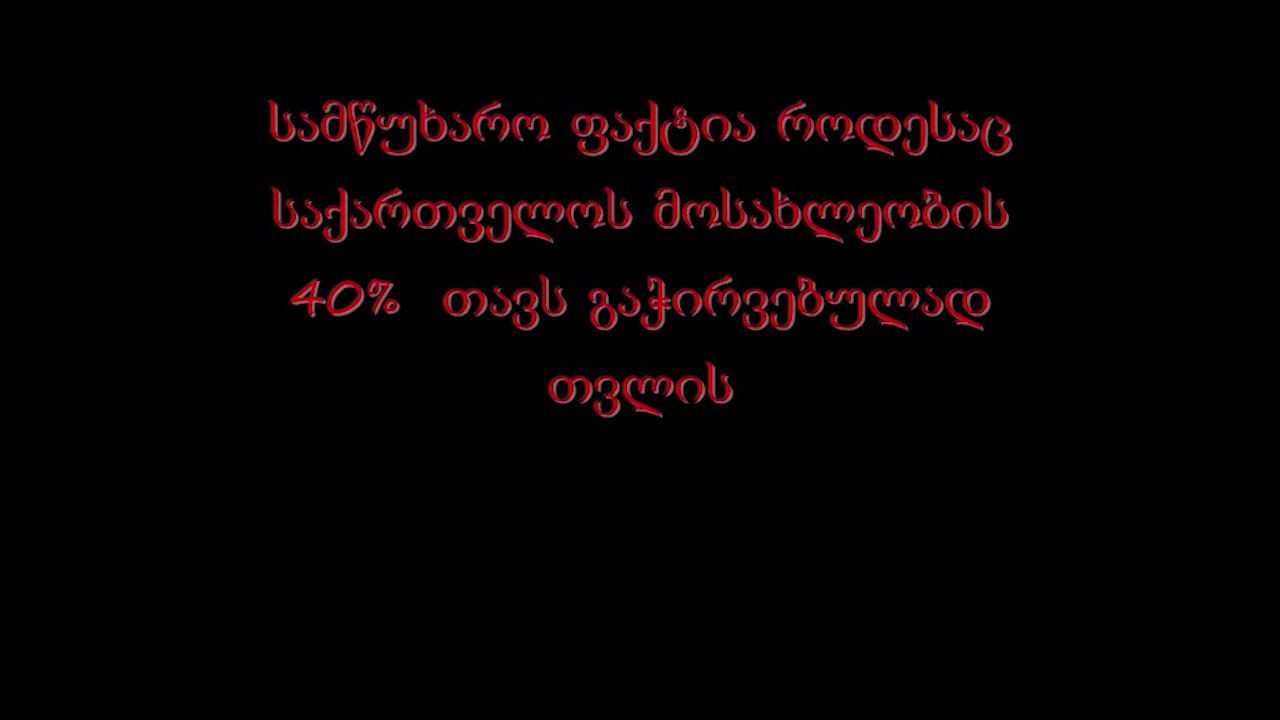 სამწუხარო ფაქტია როდესაც
საქართველოს მოსახლეობის
40% თავს გაჭირვებულად
თვლის